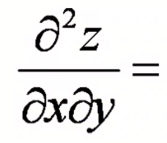 ∂²z/∂x∂y =